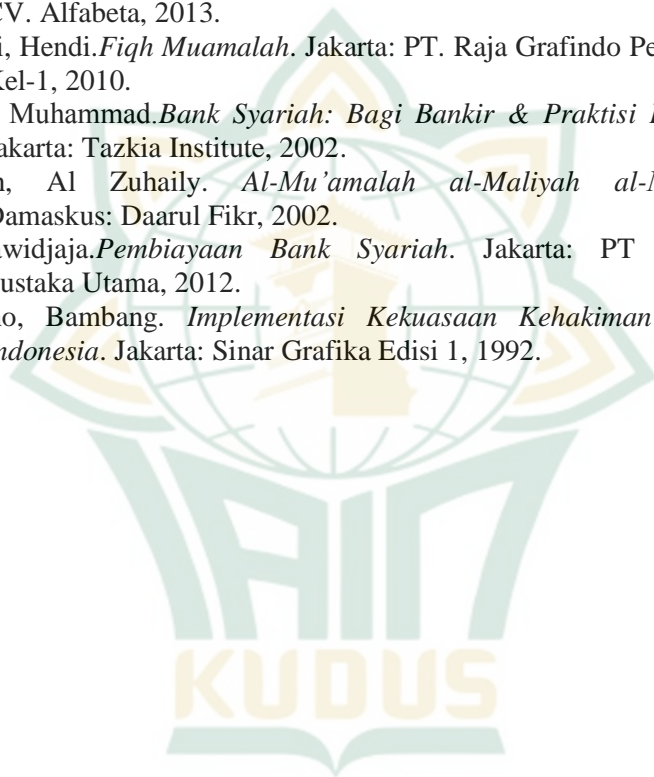 CV. Alfabeta, 2013.
i, Hendi.Fiqh Muamalah. Jakarta: PT. Raja Grafindo Pe
Kel-1, 2010.
Muhammad.Bank Syariah: Bagi Bankir & Praktisi
akarta: Tazkia Institute, 2002.
n, Al Zuhaily. Al-Mu’amalah al-Maliyah al-M
Damaskus: Daarul Fikr, 2002.
awidjaja.Pembiayaan Bank Syariah. Jakarta: PT
ustaka Utama, 2012.
no, Bambang. Implementasi Kekuasaan Kehakiman
ndonesia. Jakarta: Sinar Grafika Edisi 1, 1992.
IAIN
KUDUS